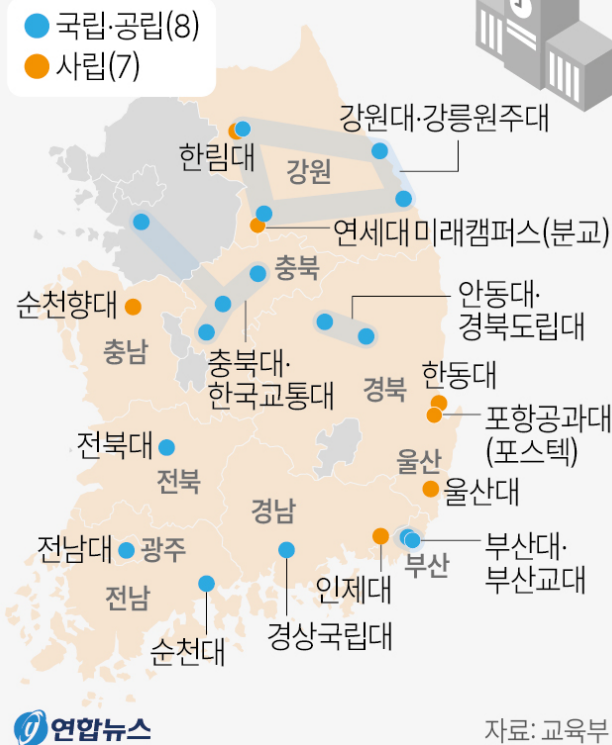 국립·공립(8)
사립(7)
강원대·강릉원주대
한림대
강원
연세대 미래캠퍼스(분교)
충북
순천향대
안동대·
경북도립대
충남
충북대·
한국교통대
경북
한동대
포항공과대
(포스텍)
전북대
울산
전북
울산대
경남
전남대
광주
부산대·
부산교대
부산
전남
인제대
순천대
경상국립대
y 연합뉴스
자료: 교육부